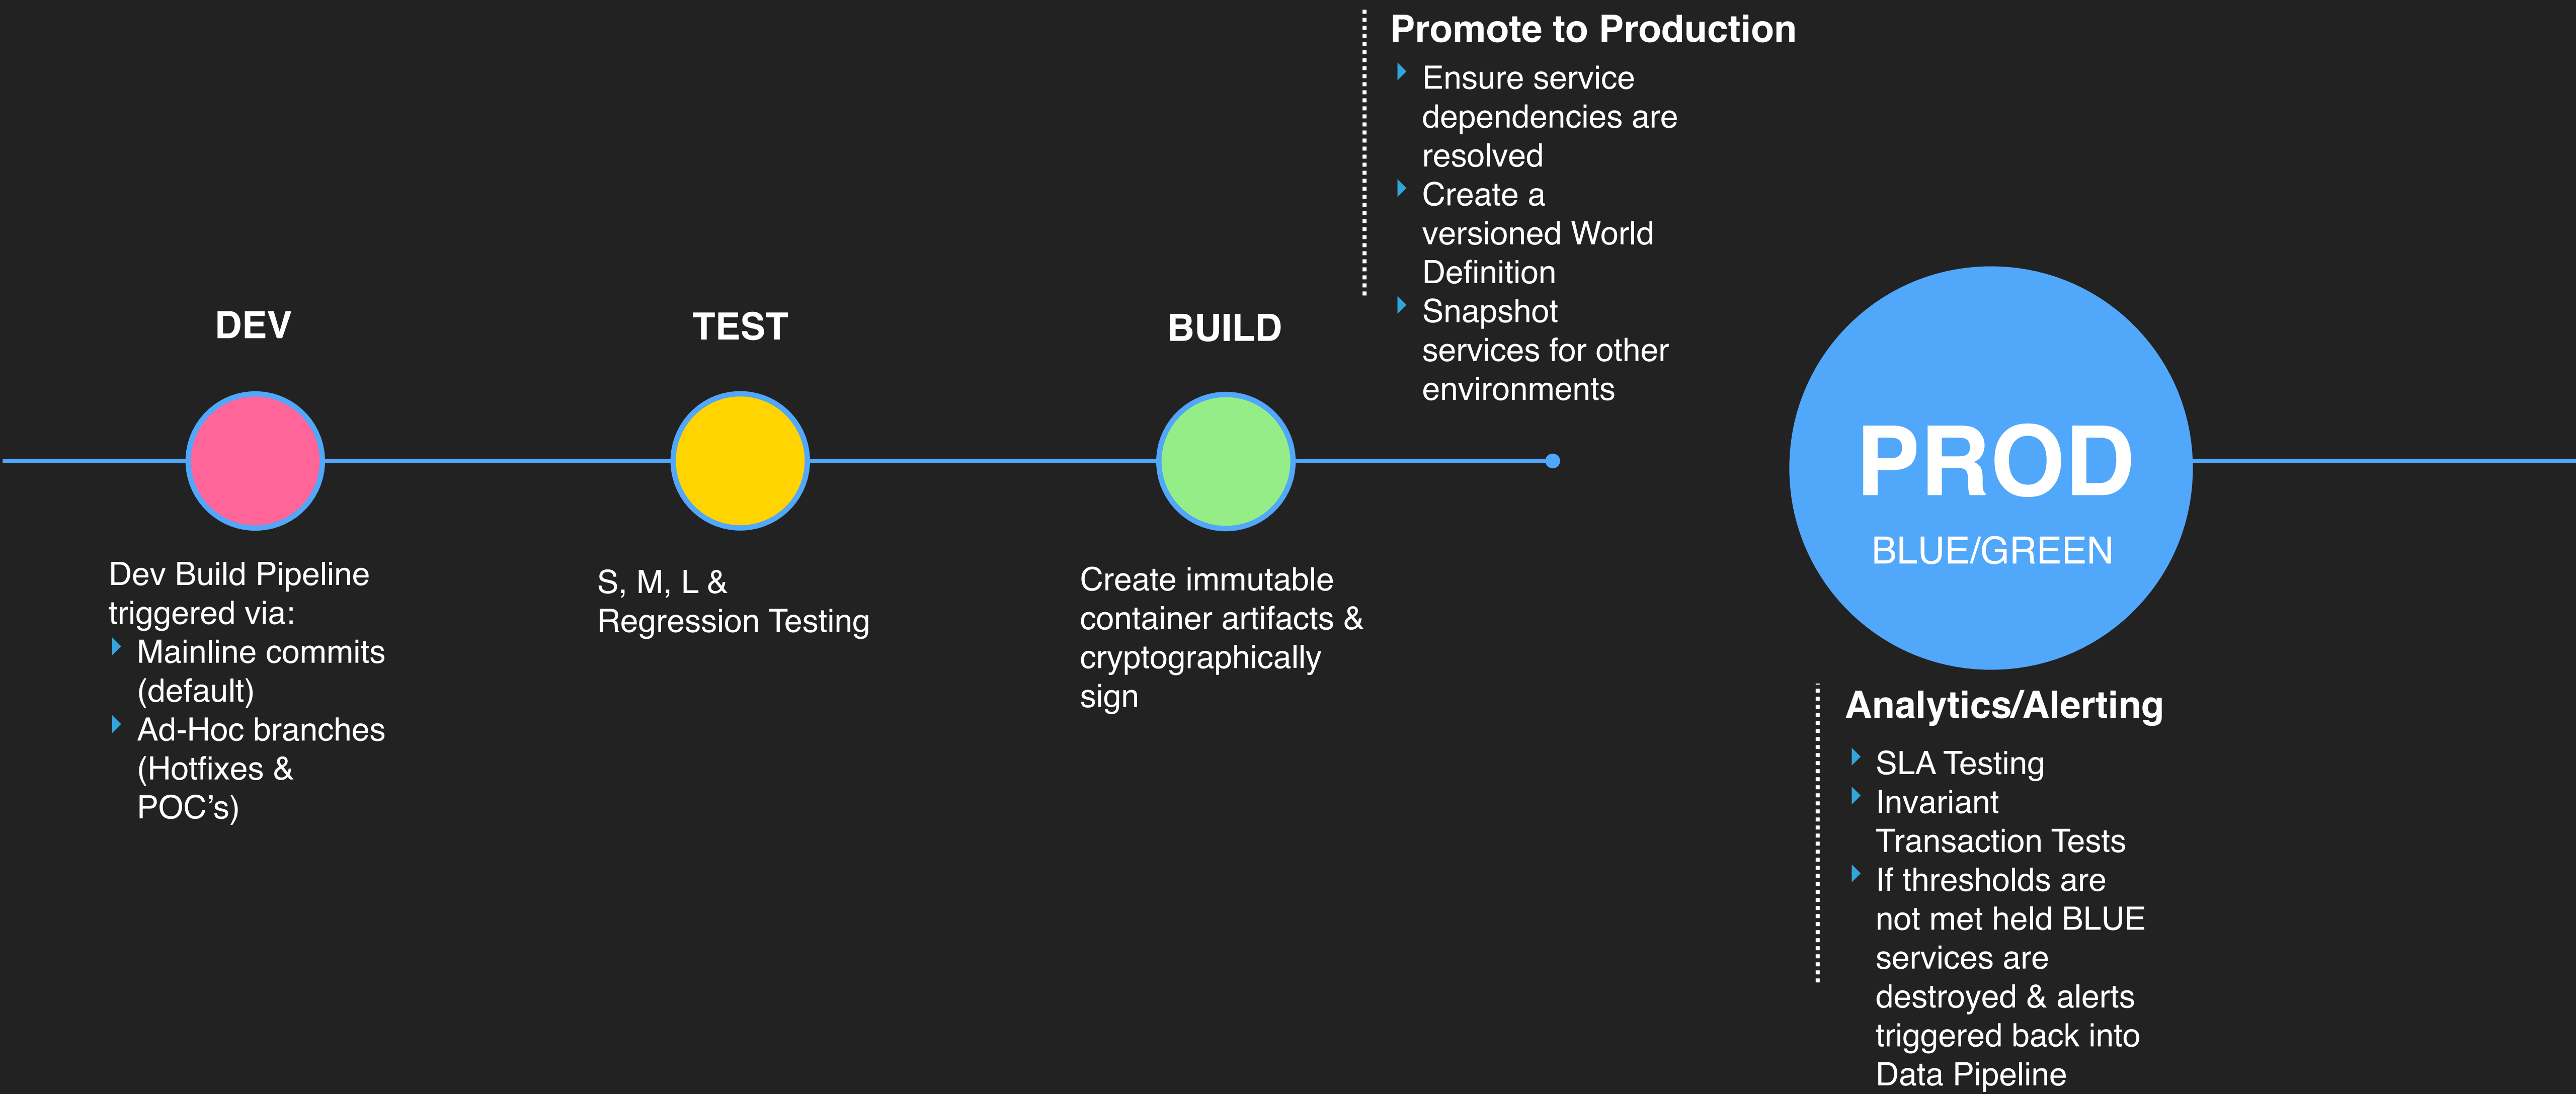 DEV
Dev Build Pipeline
triggered via:
Mainline commits
(default)
Ad-Hoc branches
(Hotfixes &
POC’s)
TEST
S, M, L &
Regression Testing
BUILD
Create immutable
container artifacts &
cryptographically
sign
Promote to Production
Ensure service
dependencies are
resolved
Create a
versioned World
Definition
Snapshot
services for other
environments
PROD
BLUE/GREEN
Analytics/Alerting
SLA Testing
Invariant
Transaction Tests
If thresholds are
not met held BLUE
services are
destroyed & alerts
triggered back into
Data Pipeline